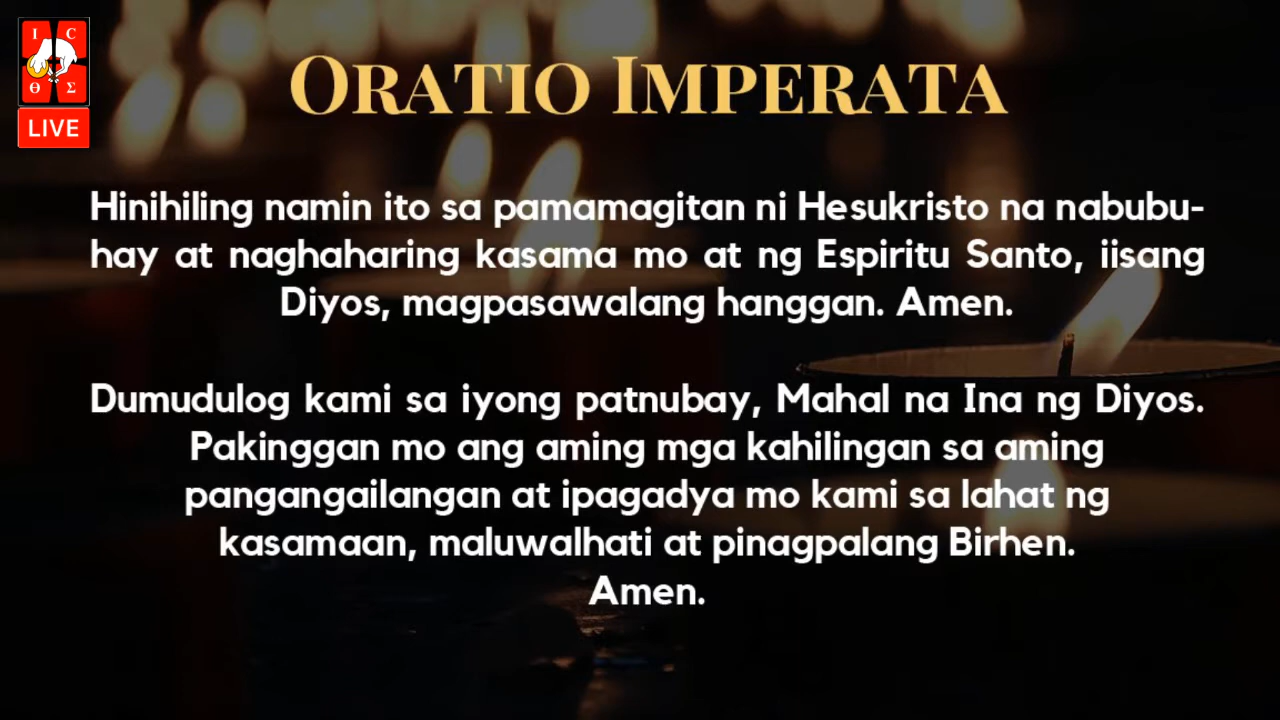 I C
Θ Σ
LIVE
ORATIO IMPERATA
Hinihiling namin ito sa pamamagitan ni Hesukristo na nabubu-
hay at naghaharing kasama mo at ng Espiritu Santo, iisang
Diyos, magpasawalang hanggan. Amen.
Dumudulog kami sa iyong patnubay, Mahal na Ina ng Diyos.
Pakinggan mo ang aming mga kahilingan sa aming
pangangailangan at ipagadya mo kami sa lahat ng
kasamaan, maluwalhati at pinagpalang Birhen.
Amen.